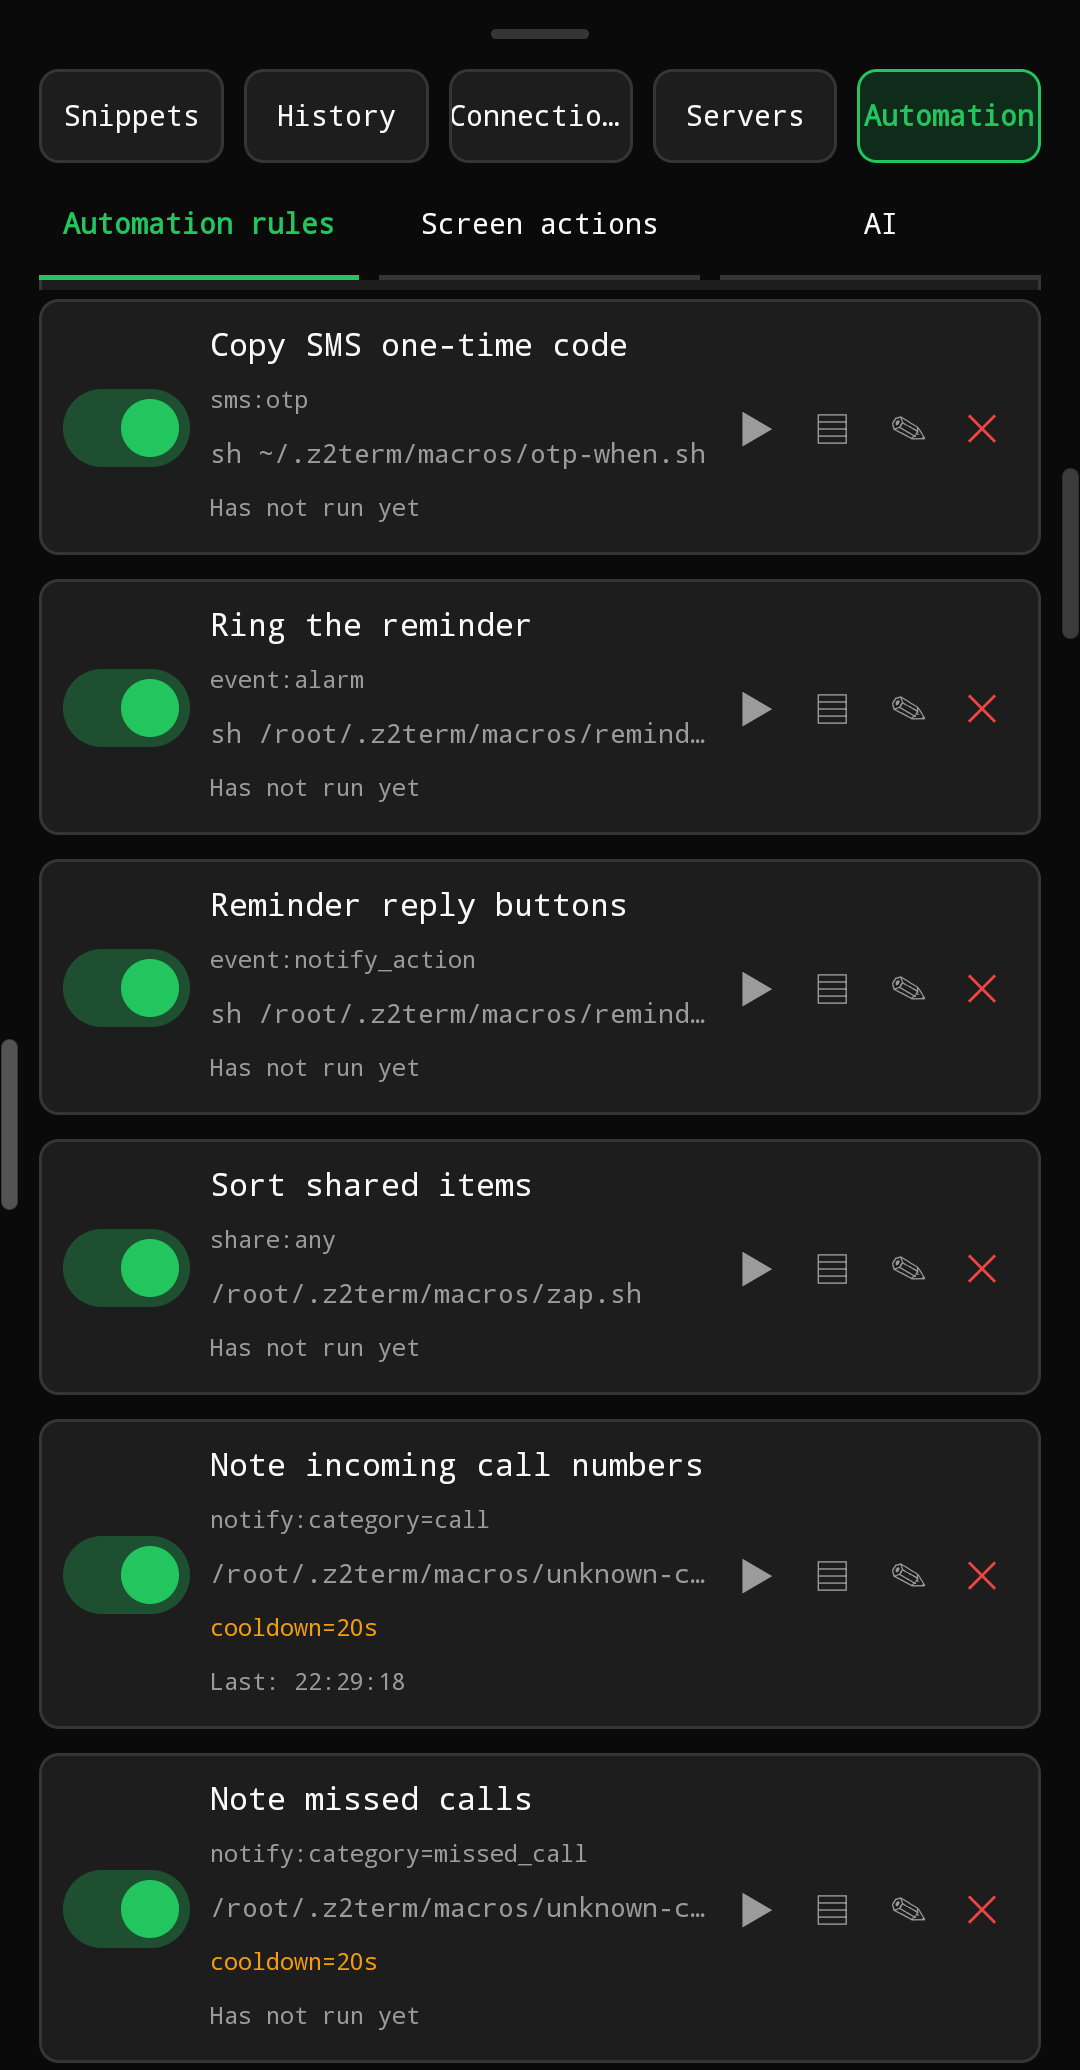 Snippets
History
Connectio…
Servers
Automation
Automation rules
Screen actions
AI
Copy SMS one-time code
sms:otp
sh ~/.z2term/macros/otp-when.sh
Has not run yet
Ring the reminder
event:alarm
sh /root/.z2term/macros/remind…
Has not run yet
Reminder reply buttons
event:notify_action
sh /root/.z2term/macros/remind…
Has not run yet
Sort shared items
share:any
/root/.z2term/macros/zap.sh
Has not run yet
Note incoming call numbers
notify:category=call
/root/.z2term/macros/unknown-c…
cooldown=20s
Last: 22:29:18
Note missed calls
notify:category=missed_call
/root/.z2term/macros/unknown-c…
cooldown=20s
Has not run yet